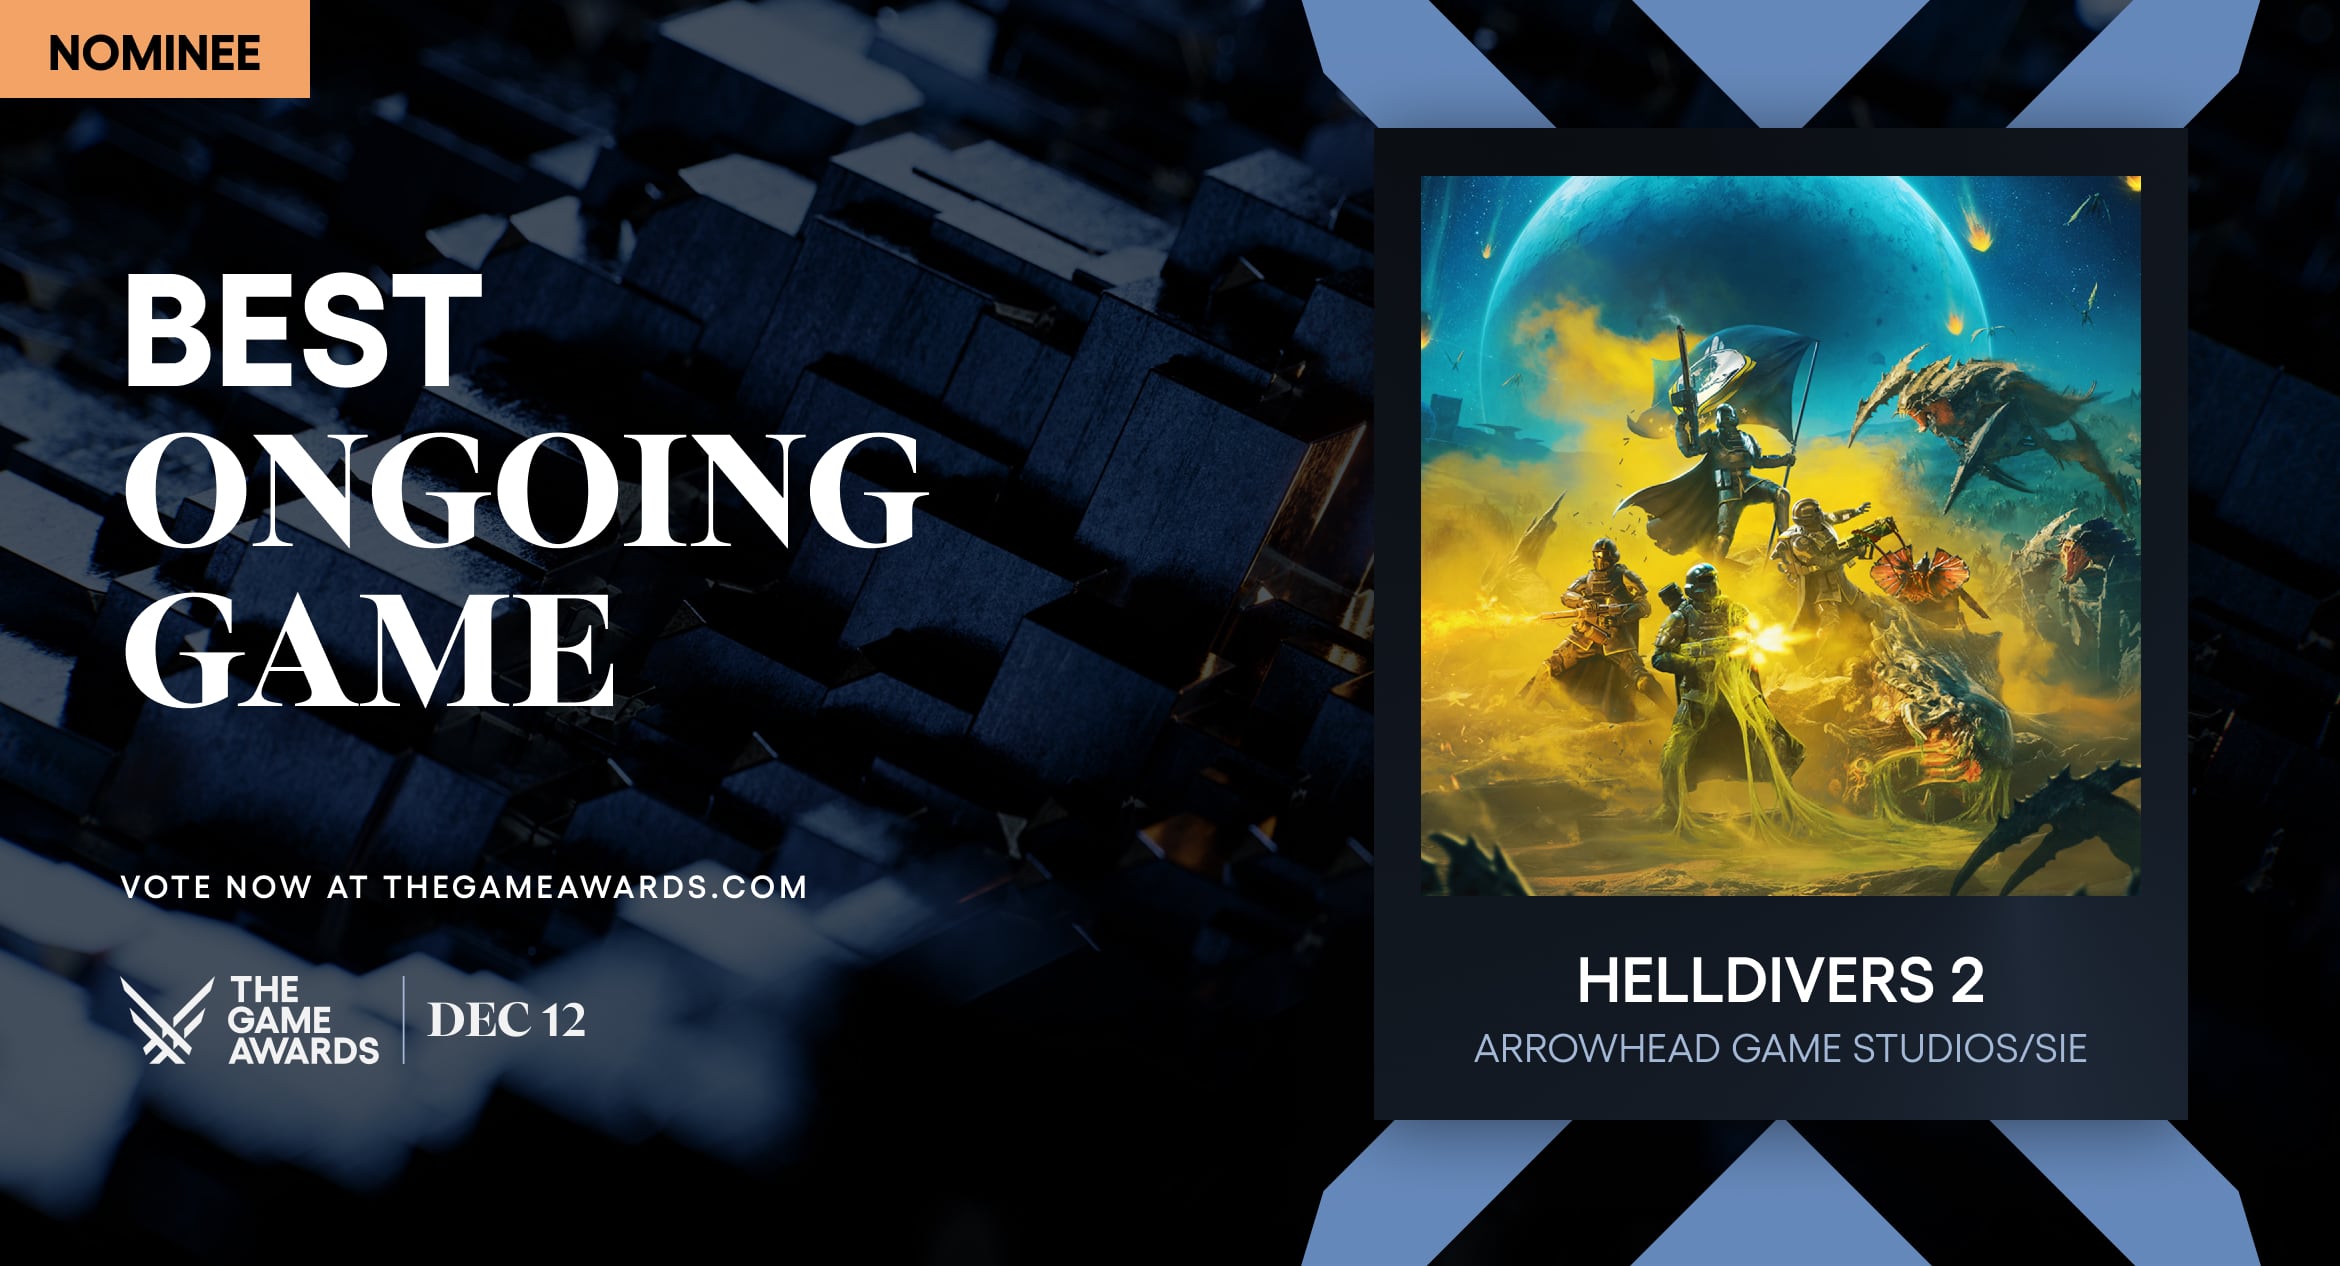 NOMINEE
BEST
ONGOING
GAME
VOTE NOW AT THEGAMEAWARDS.COM
THE
GAME
AWARDS
DEC 12
HELLDIVERS 2
ARROWHEAD GAME STUDIOS/SIE